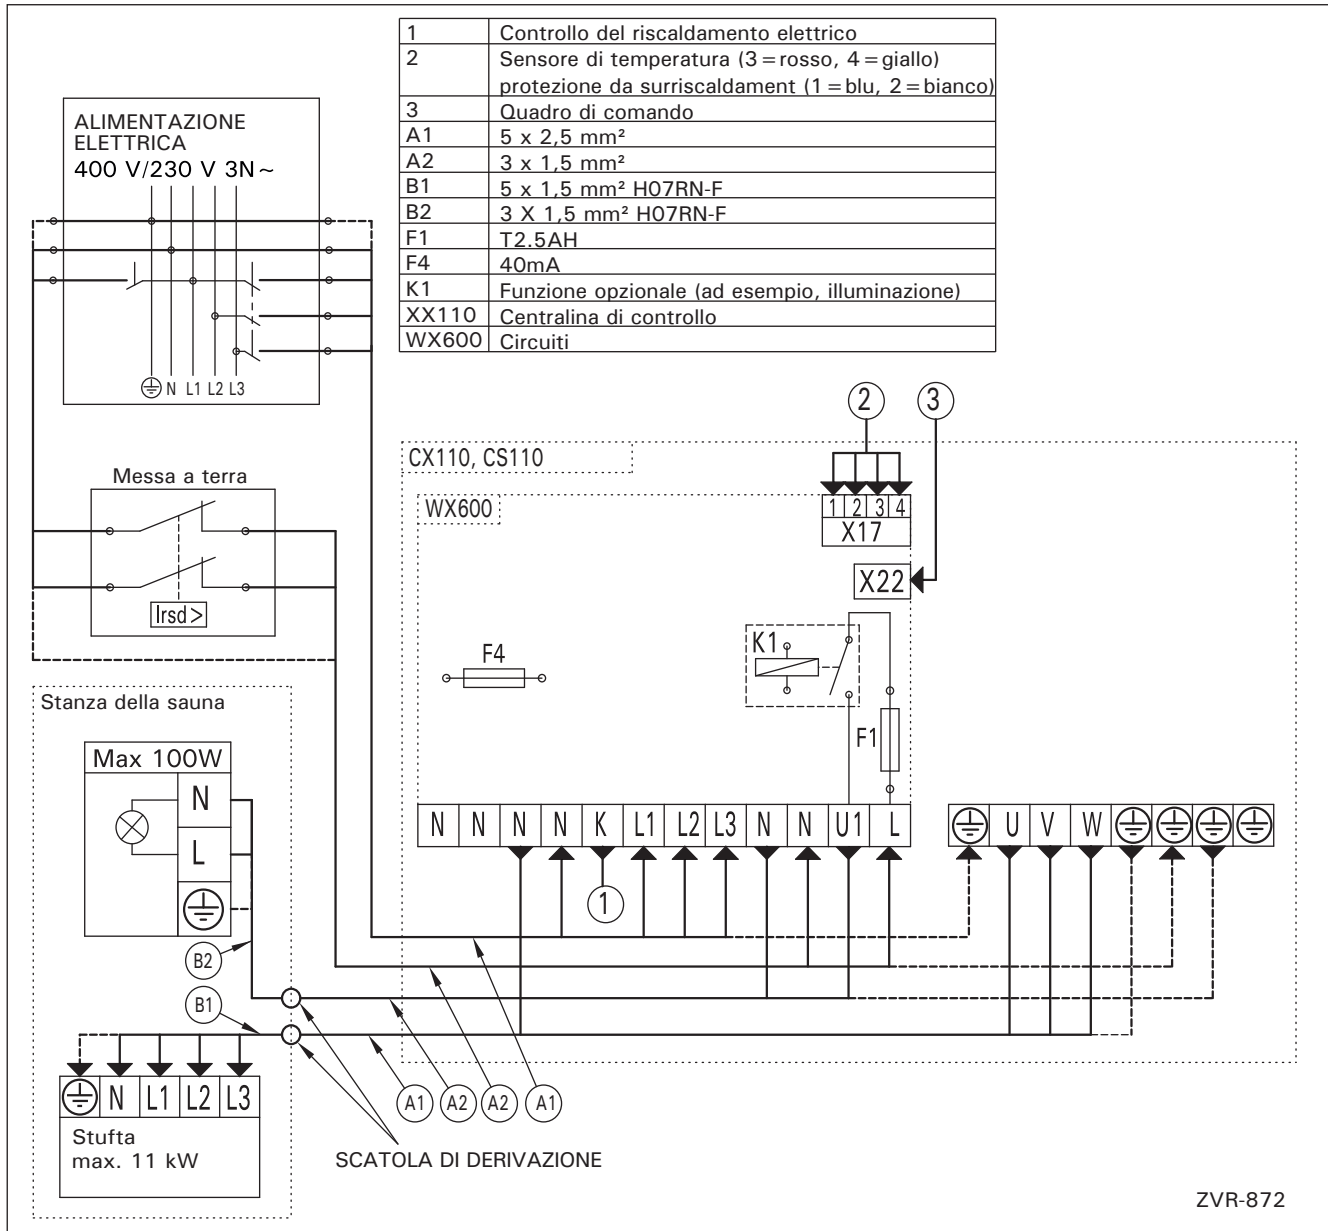 1 Controllo del riscaldamento elettrico
2 Sensore di temperatura (3=rosso, 4=giallo)
protezione da surriscaldament (1=blu, 2=bianco)
3 Quadro di comando
A1 5 x 2,5 mm²
A2 3 x 1,5 mm²
B1 5 x 1,5 mm² H07RN-F
B2 3 X 1,5 mm² H07RN-F
F1 T2.5AH
F4 40mA
K1 Funzione opzionale (ad esempio, illuminazione)
XX110 Centralina di controllo
WX600 Circuiti
ALIMENTAZIONE
ELETTRICA
400 V/230 V 3N~
N L1 L2 L3
Messa a terra
Irsd>
CX110, CS110
WX600
2 3
1 2 3 4
X17
X22
K1
F4
F1
N N N N K L1 L2 L3 N N U1 L
U V W
1
Stanza della sauna
Max 100W
N
L
B2
B1
N L1 L2 L3
Stufta
max. 11 kW
A1 A2 A2 A1
SCATOLA DI DERIVAZIONE
ZVR-872